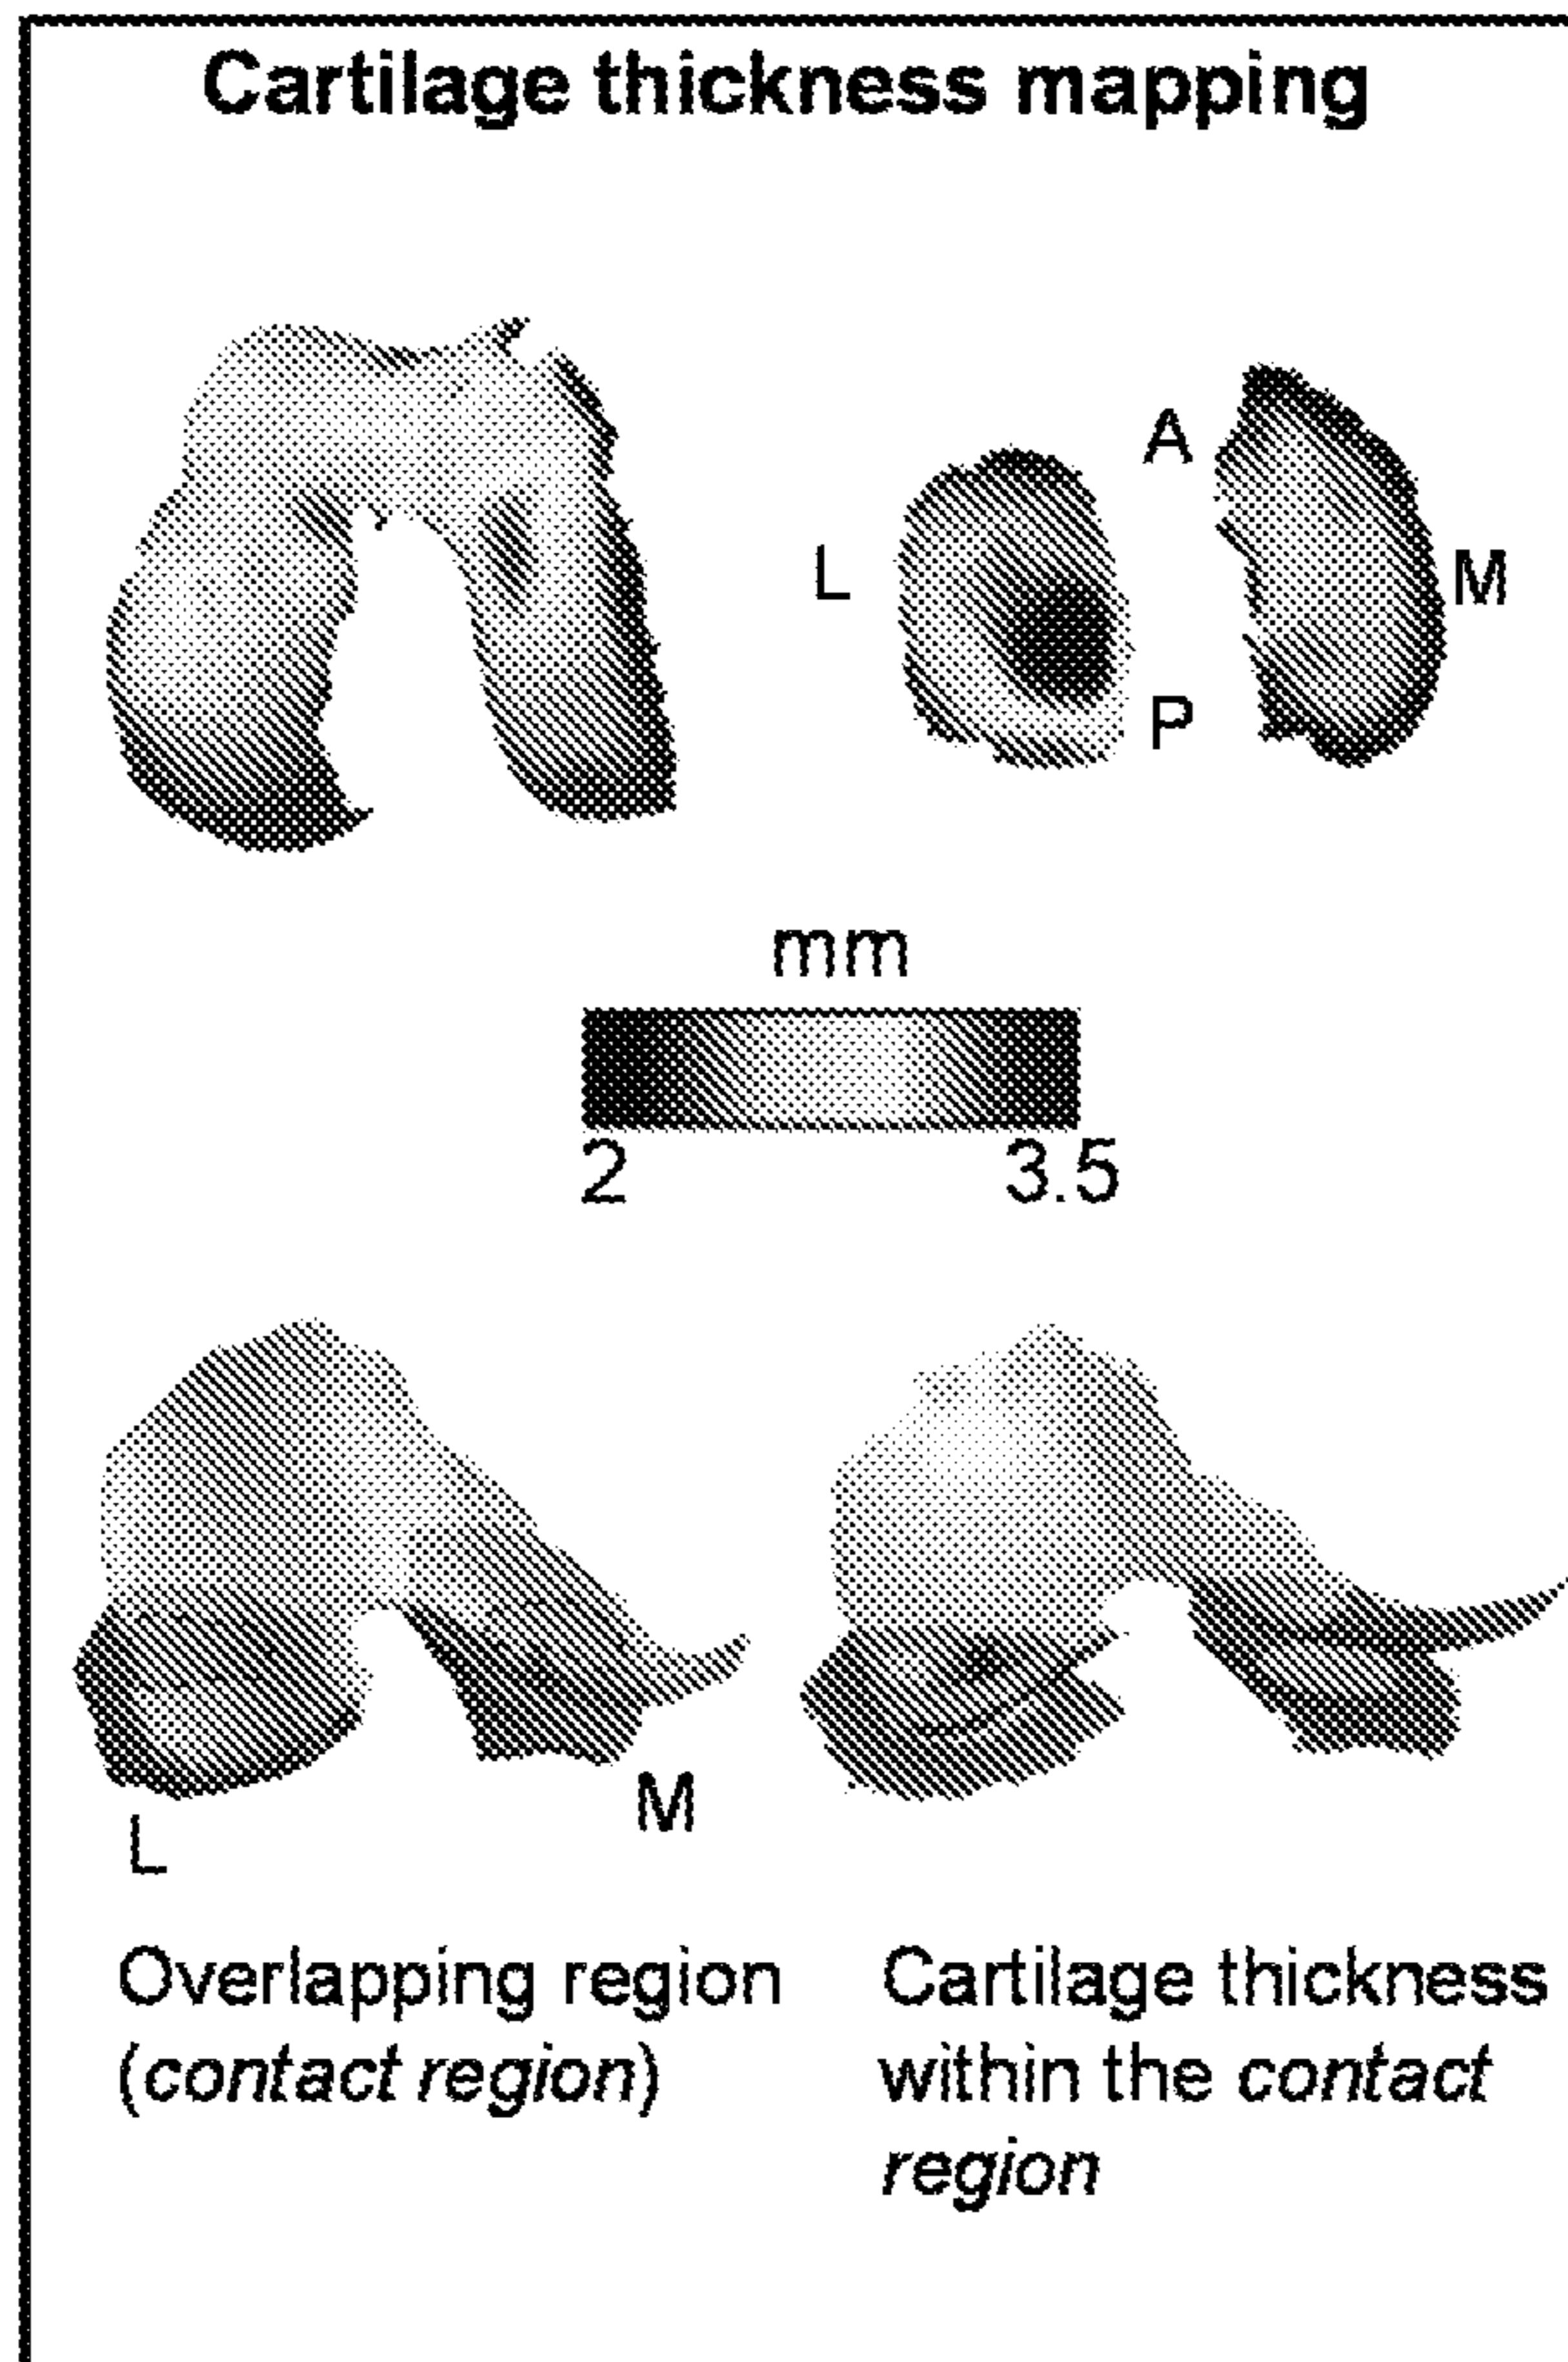 Cartilage thickness mapping
A
L
M
P
mm
2 3.5
M
L
Overlapping region
(contact region)
Cartilage thickness
within the contact
region